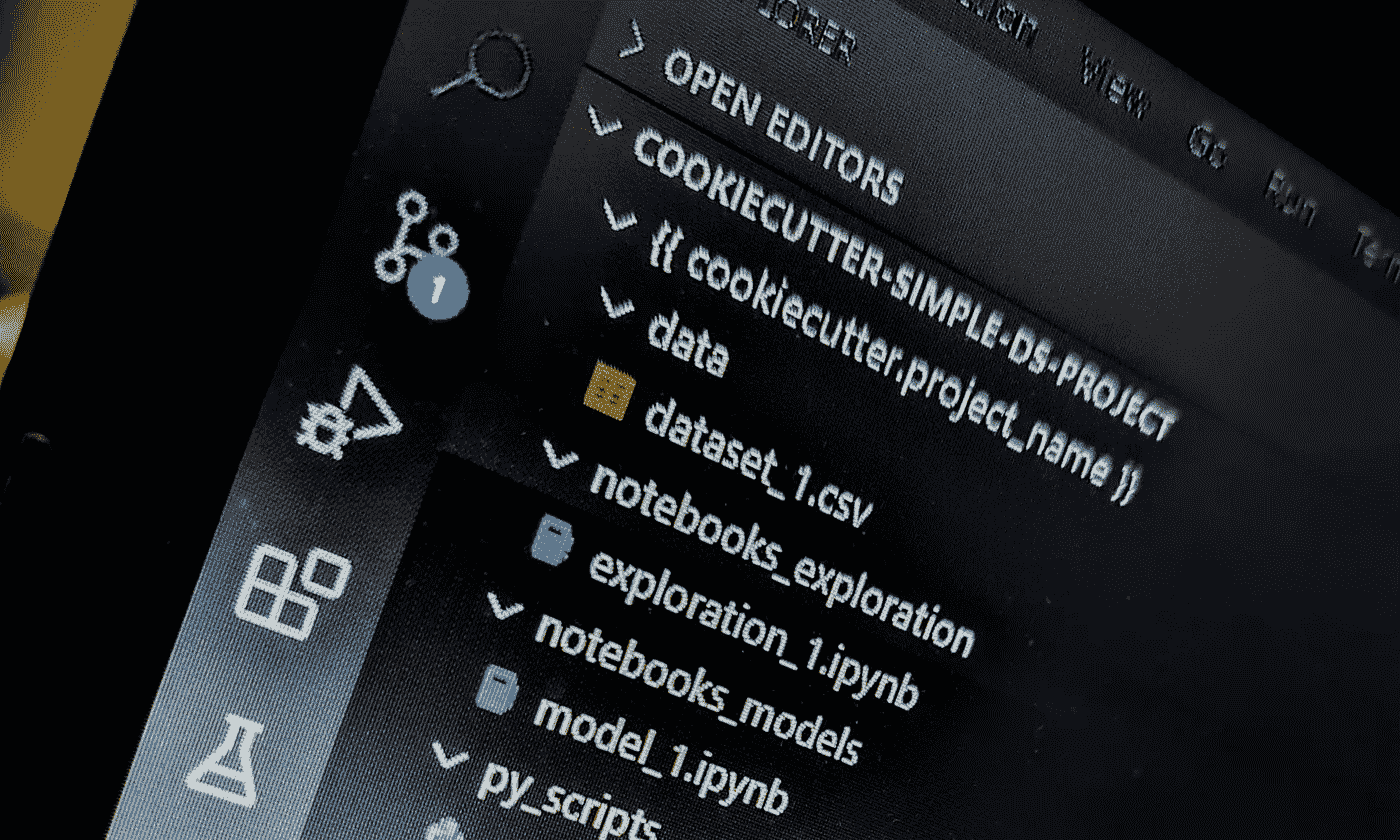 View Go Run
OPEN EDITORS
COOKIECUTTER-SIMPLE-DS-PROJECT
{{ cookiecutter.project_name }}
data
dataset_1.csv
notebooks_exploration
exploration_1.ipynb
notebooks_models
model_1.ipynb
py_scripts
1